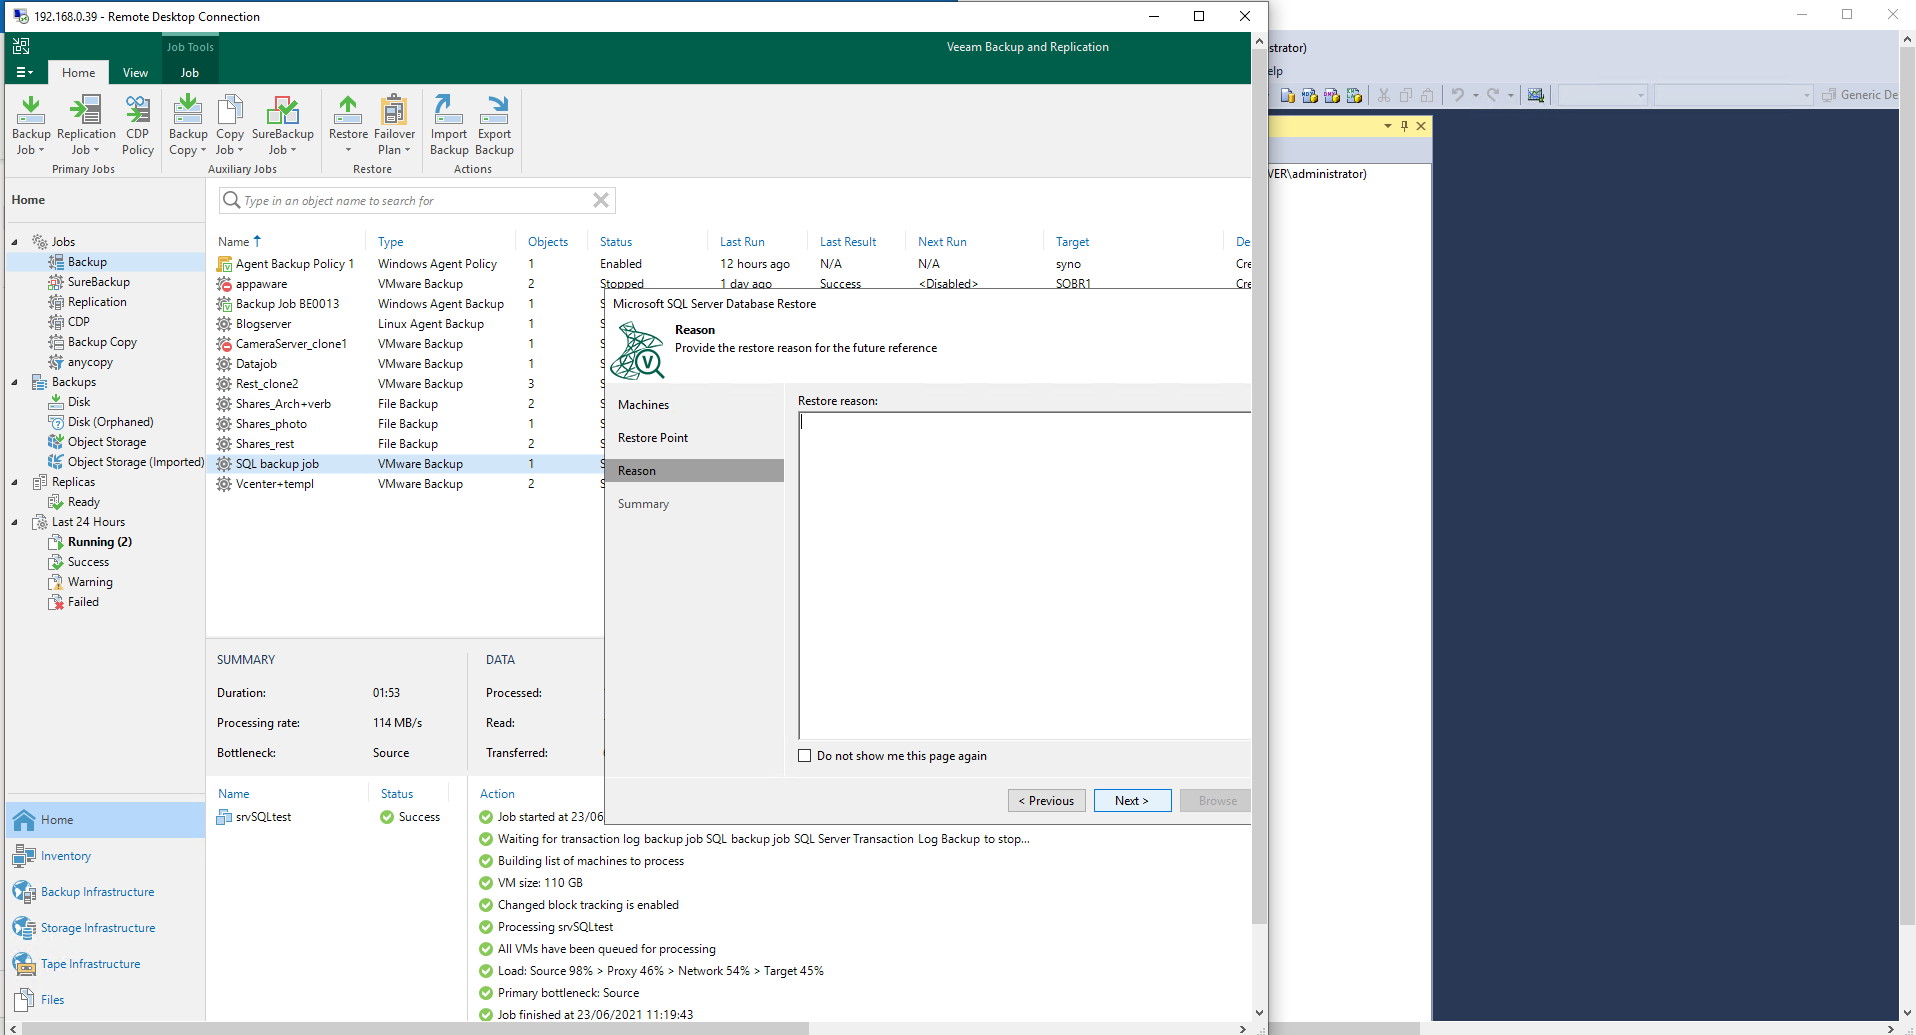 192.168.0.39 - Remote Desktop Connection
Job Tools
Veeam Backup and Replication
Home View Job
Backup Job
Replication Job
CDP Policy
Backup Copy
Copy Job
SureBackup Job
Restore
Failover Plan
Import Backup
Export Backup
Primary Jobs
Auxiliary Jobs
Restore
Actions
Home
Type in an object name to search for
Jobs
Backup
SureBackup
Replication
CDP
Backup Copy
anycopy
Backups
Disk
Disk (Orphaned)
Object Storage
Object Storage (Imported)
Replicas
Ready
Last 24 Hours
Running (2)
Success
Warning
Failed
Name Type Objects Status Last Run Last Result Next Run Target De
Agent Backup Policy 1 Windows Agent Policy 1 Enabled 12 hours ago N/A N/A syno Cre
appaware VMware Backup 2 Stopped 1 day ago Success <Disabled> SOBR1 Cre
Backup Job BE0013 Windows Agent Backup 1 S
Blogserver Linux Agent Backup 1 S
CameraServer_clone1 VMware Backup 1 S
Datajob VMware Backup 1 S
Rest_clone2 VMware Backup 3 S
Shares_Arch+verb File Backup 2 S
Shares_photo File Backup 1 S
Shares_rest File Backup 2 S
SQL backup job VMware Backup 1 S
Vcenter+templ VMware Backup 2 S
Microsoft SQL Server Database Restore
Reason
Provide the restore reason for the future reference
Machines
Restore Point
Reason
Summary
Restore reason:
Do not show me this page again
< Previous Next > Browse
SUMMARY
Duration: 01:53
Processing rate: 114 MB/s
Bottleneck: Source
DATA
Processed:
Read:
Transferred:
Name Status
srvSQLtest Success
Action
Job started at 23/06
Waiting for transaction log backup job SQL backup job SQL Server Transaction Log Backup to stop...
Building list of machines to process
VM size: 110 GB
Changed block tracking is enabled
Processing srvSQLtest
All VMs have been queued for processing
Load: Source 98% > Proxy 46% > Network 54% > Target 45%
Primary bottleneck: Source
Job finished at 23/06/2021 11:19:43
Home
Inventory
Backup Infrastructure
Storage Infrastructure
Tape Infrastructure
Files
strator)
elp
Generic De
VER\administrator)